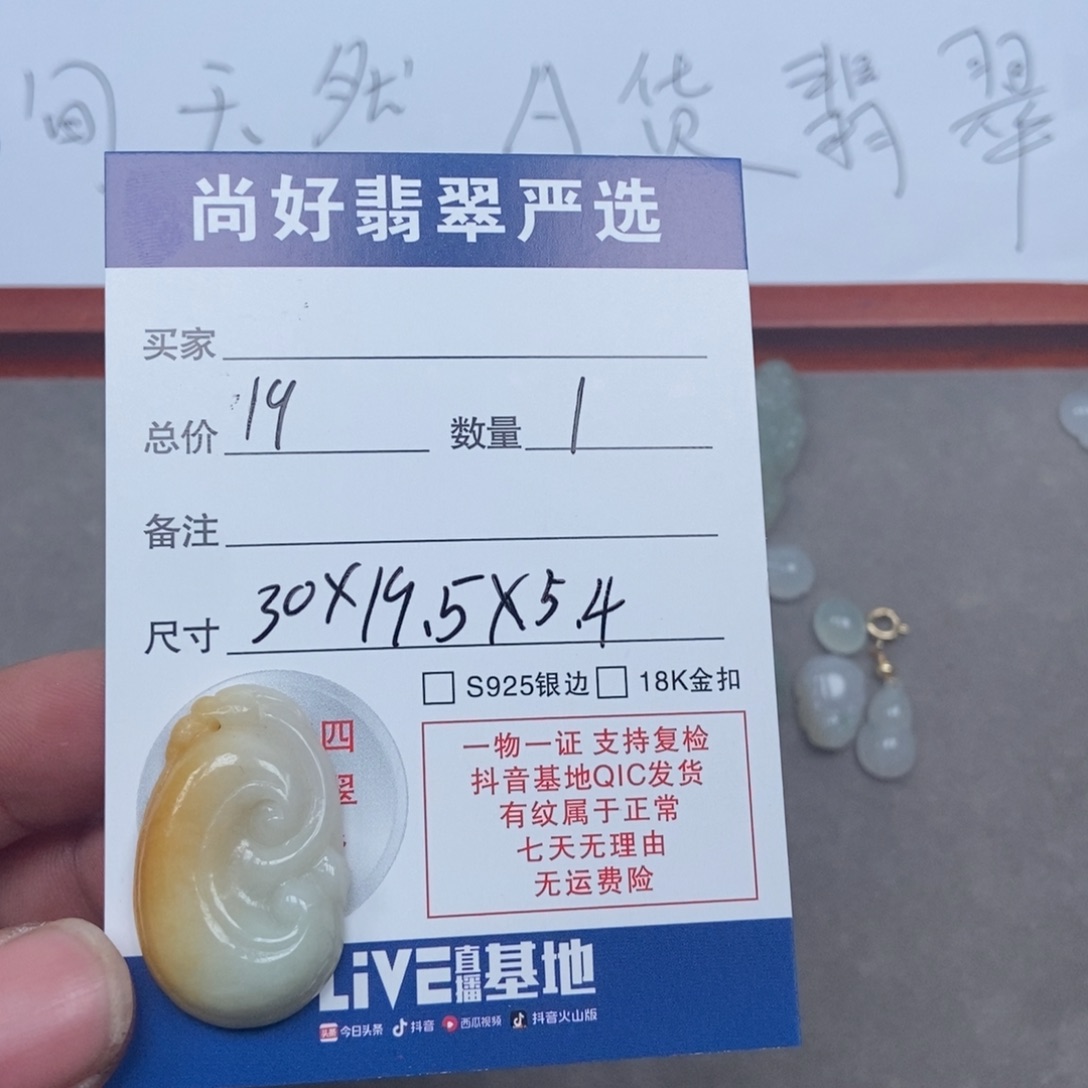 天然A货翡翠
尚好翡翠严选
买家
总价 19 数量 1
备注
尺寸 30X19.5X5.4
S925银边 18K金扣
四
翠
一物一证 支持复检
抖音基地QIC发货
有纹属于正常
七天无理由
无运费险
LiVE直播基地
头条 今日头条 抖音 西瓜视频 抖音火山版